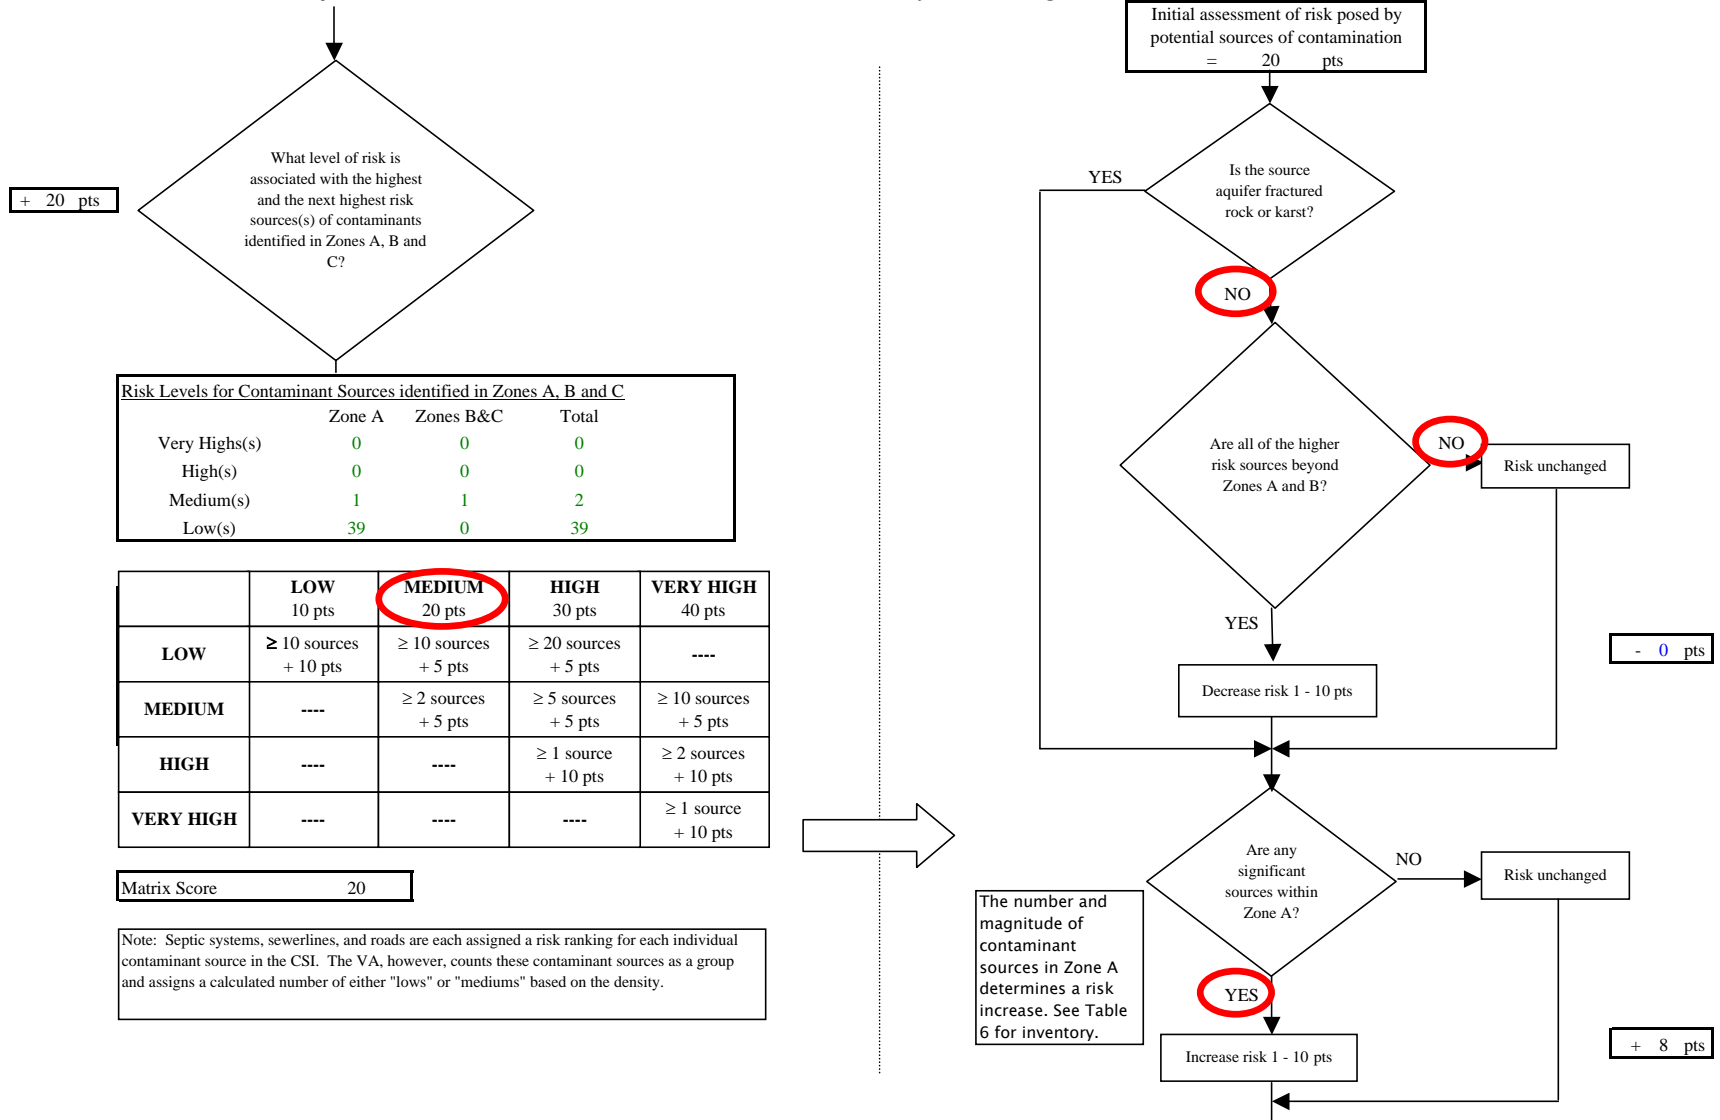 What level of risk is
associated with the highest
and the next highest risk
sources(s) of contaminants
identified in Zones A, B and
C?
+ 20 pts
Risk Levels for Contaminant Sources identified in Zones A, B and C
Zone A Zones B&C Total
Very Highs(s) 0 0 0
High(s) 0 0 0
Medium(s) 1 1 2
Low(s) 39 0 39
LOW MEDIUM HIGH VERY HIGH
10 pts 20 pts 30 pts 40 pts
LOW ≥ 10 sources ≥ 10 sources ≥ 20 sources ----
+ 10 pts + 5 pts + 5 pts
MEDIUM ---- ≥ 2 sources ≥ 5 sources ≥ 10 sources
+ 5 pts + 5 pts + 5 pts
HIGH ---- ---- ≥ 1 source ≥ 2 sources
+ 10 pts + 10 pts
VERY HIGH ---- ---- ---- ≥ 1 source
+ 10 pts
Matrix Score 20
Note: Septic systems, sewerlines, and roads are each assigned a risk ranking for each individual
contaminant source in the CSI. The VA, however, counts these contaminant sources as a group
and assigns a calculated number of either "lows" or "mediums" based on the density.
Initial assessment of risk posed by
potential sources of contamination
= 20 pts
Is the source
aquifer fractured
rock or karst?
YES
NO
Are all of the higher
risk sources beyond
Zones A and B?
NO
Risk unchanged
YES
Decrease risk 1 - 10 pts
- 0 pts
Are any
significant
sources within
Zone A?
NO
Risk unchanged
The number and
magnitude of
contaminant
sources in Zone A
determines a risk
increase. See Table
6 for inventory.
YES
Increase risk 1 - 10 pts
+ 8 pts